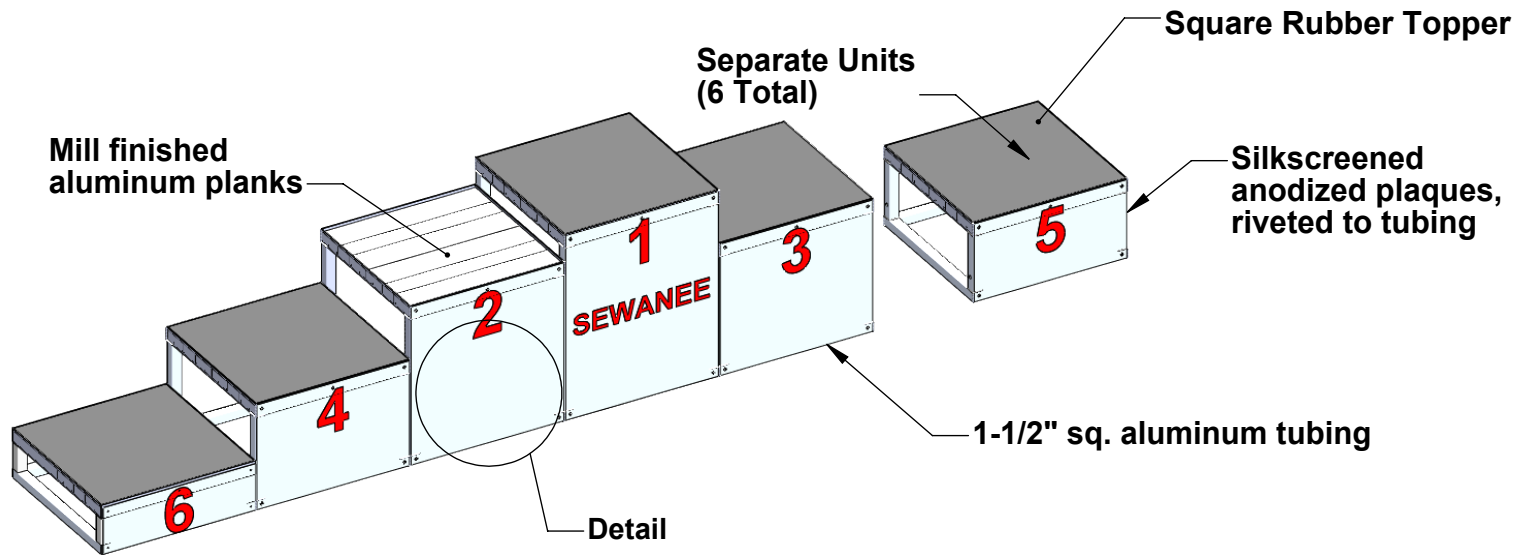 Square Rubber Topper
Separate Units
(6 Total)
Mill finished
aluminum planks
Silkscreened
anodized plaques,
riveted to tubing
1
3
5
2
SEWANEE
4
6
1-1/2" sq. aluminum tubing
Detail